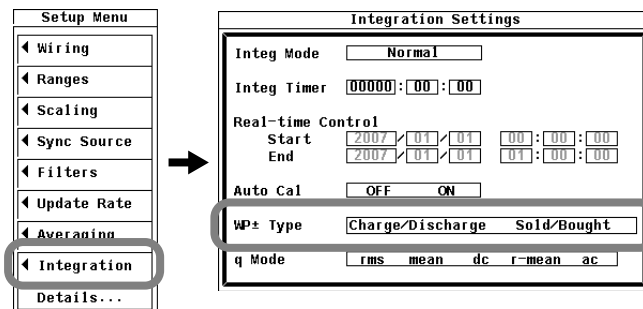 Setup Menu
Wiring
Ranges
Scaling
Sync Source
Filters
Update Rate
Averaging
Integration
Details...
Integration Settings
Integ Mode Normal
Integ Timer 00000 : 00 : 00
Real-time Control
Start 2007 / 01 / 01 00 : 00 : 00
End 2007 / 01 / 01 01 : 00 : 00
Auto Cal OFF ON
WP± Type Charge/Discharge Sold/Bought
q Mode rms mean dc r-mean ac